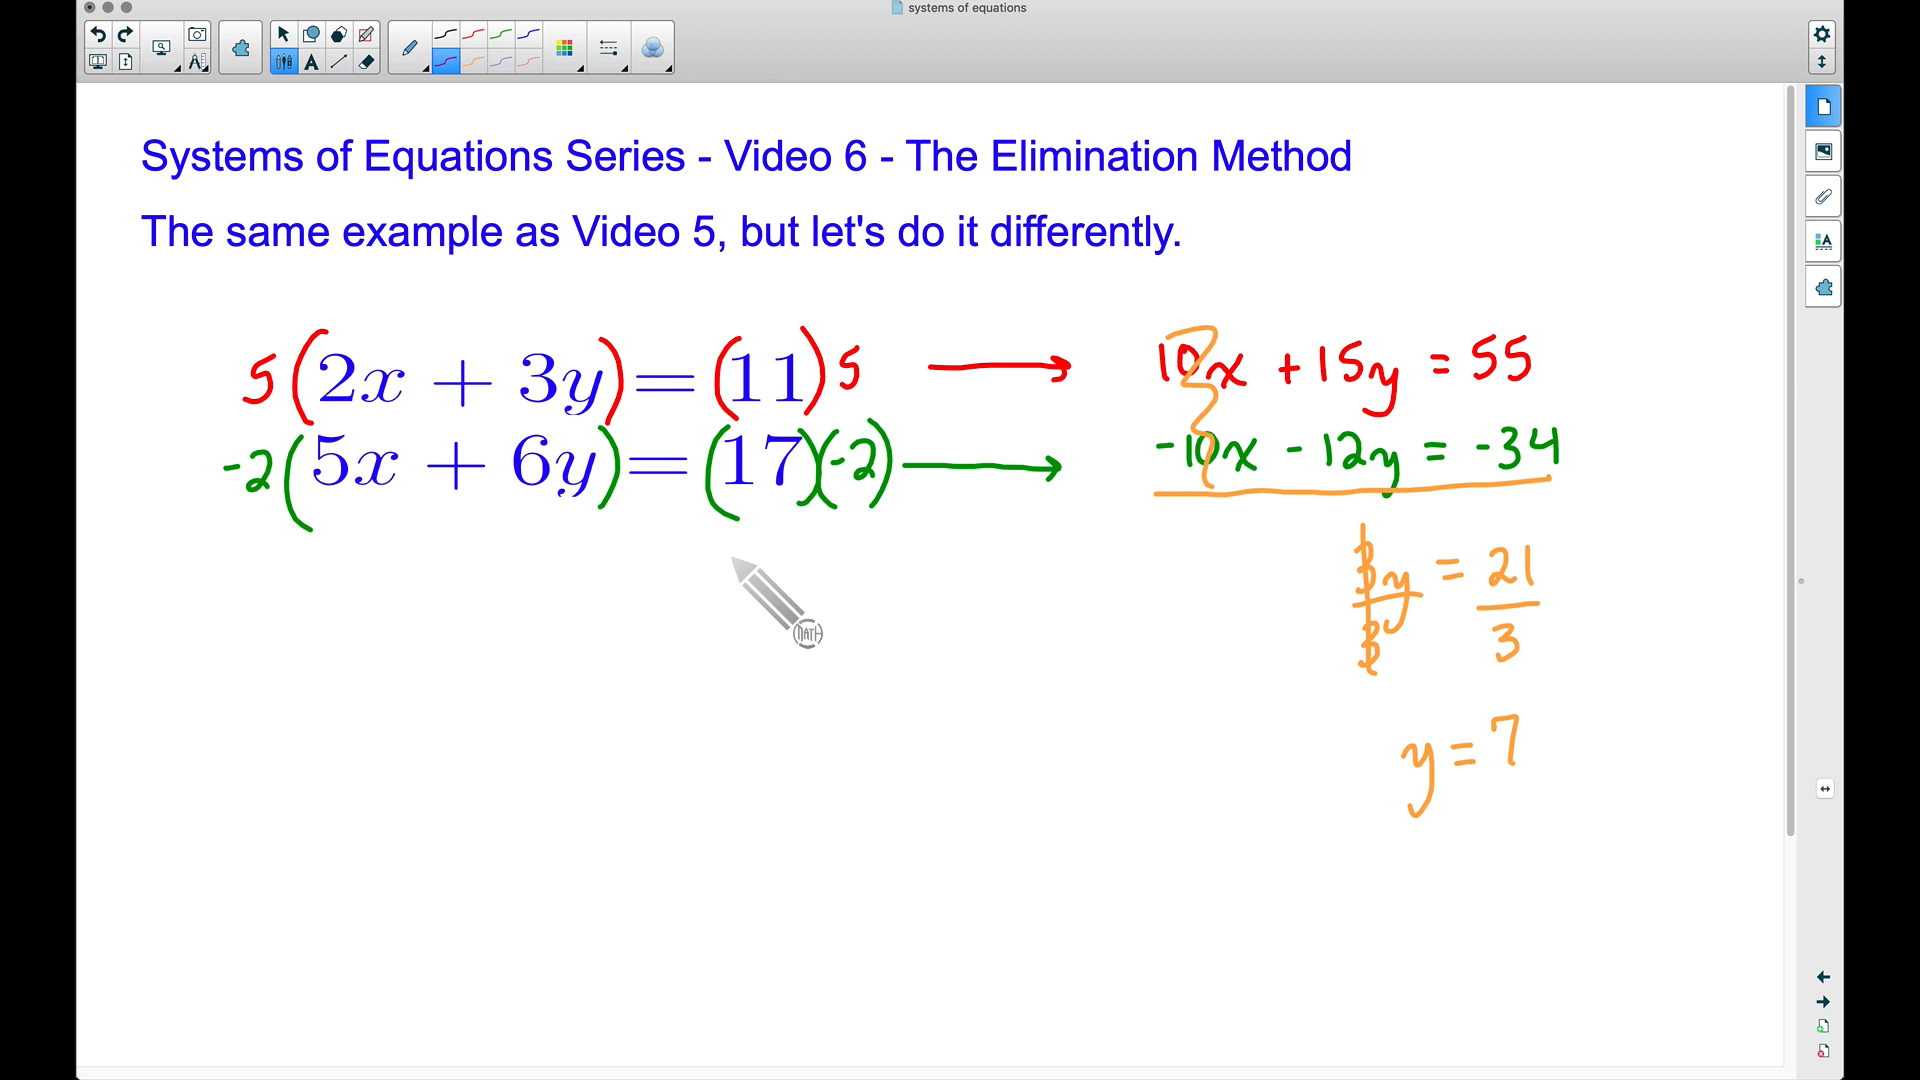 systems of equations
Systems of Equations Series - Video 6 - The Elimination Method
The same example as Video 5, but let's do it differently.
5(2x + 3y)=(11)5 → 10x + 15y = 55
-2(5x + 6y)=(17)(-2) → -10x - 12y = -34
3y = 21
3 3
y = 7
MATH